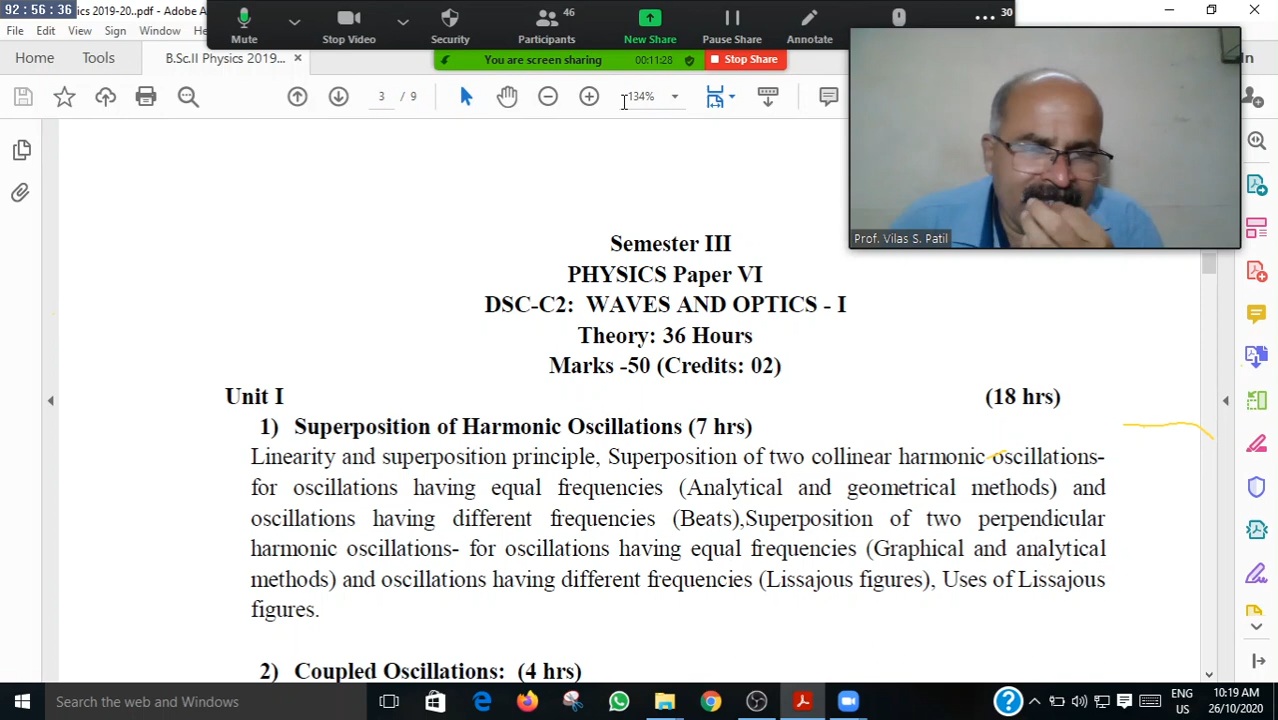 92:56:36
ics 2019-20..pdf - Adobe A
Mute
Stop Video
Security
46
Participants
New Share
Pause Share
Annotate
30
File Edit View Sign Window
You are screen sharing
00:11:28
Stop Share
Home
Tools
B.Sc.II Physics 2019...
In
3 / 9
134%
Prof. Vilas S. Patil
Semester III
PHYSICS Paper VI
DSC-C2: WAVES AND OPTICS - I
Theory: 36 Hours
Marks -50 (Credits: 02)
Unit I (18 hrs)
1) Superposition of Harmonic Oscillations (7 hrs)
Linearity and superposition principle, Superposition of two collinear harmonic oscillations-
for oscillations having equal frequencies (Analytical and geometrical methods) and
oscillations having different frequencies (Beats),Superposition of two perpendicular
harmonic oscillations- for oscillations having equal frequencies (Graphical and analytical
methods) and oscillations having different frequencies (Lissajous figures), Uses of Lissajous
figures.
2) Coupled Oscillations: (4 hrs)
Search the web and Windows
ENG
US
10:19 AM
26/10/2020